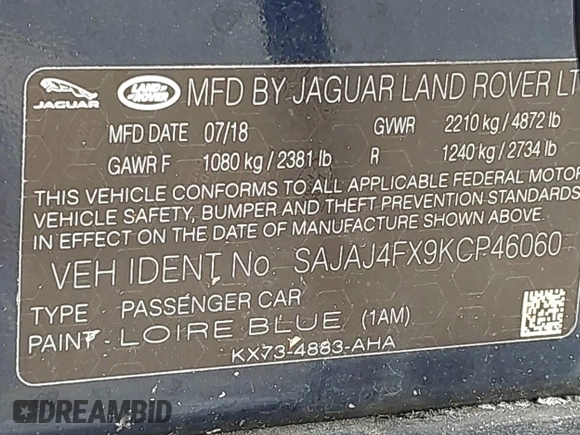 JAGUAR LAND ROVER MFD BY JAGUAR LAND ROVER LT
MFD DATE 07/18 GVWR 2210 kg / 4872 lb
GAWR F 1080 kg / 2381 lb R 1240 kg / 2734 lb
THIS VEHICLE CONFORMS TO ALL APPLICABLE FEDERAL MOTOR
VEHICLE SAFETY, BUMPER AND THEFT PREVENTION STANDARDS
IN EFFECT ON THE DATE OF MANUFACTURE SHOWN ABOVE.
VEH IDENT No. SAJAJ4FX9KCP46060
TYPE PASSENGER CAR
PAINT LOIRE BLUE (1AM)
KX73-4883-AHA
DREAMBID